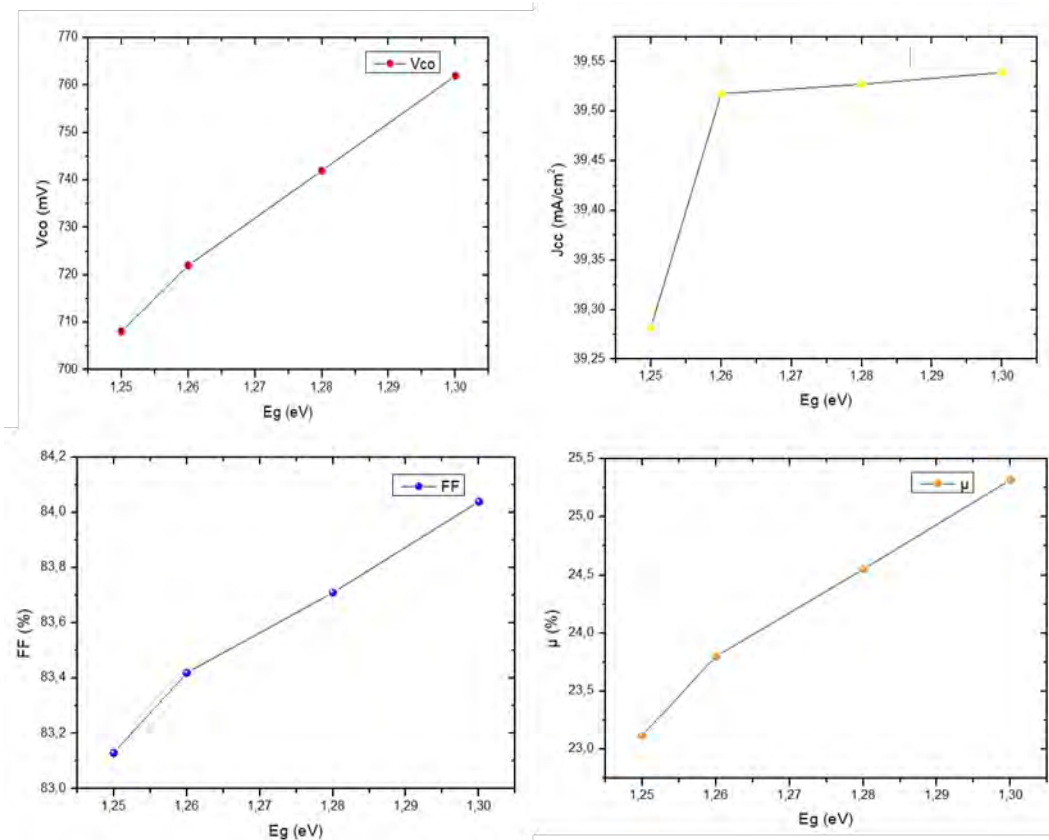 770
760
750
740
730
720
710
700
Vco (mV)
Vco
1,25 1,26 1,27 1,28 1,29 1,30
Eg (eV)
39,55
39,50
39,45
39,40
39,35
39,30
39,25
Jcc (mA/cm²)
1,25 1,26 1,27 1,28 1,29 1,30
Eg (eV)
84,2
84,0
83,8
83,6
83,4
83,2
83,0
FF (%)
FF
1,25 1,26 1,27 1,28 1,29 1,30
Eg (eV)
25,5
25,0
24,5
24,0
23,5
23,0
µ (%)
µ
1,25 1,26 1,27 1,28 1,29 1,30
Eg (eV)